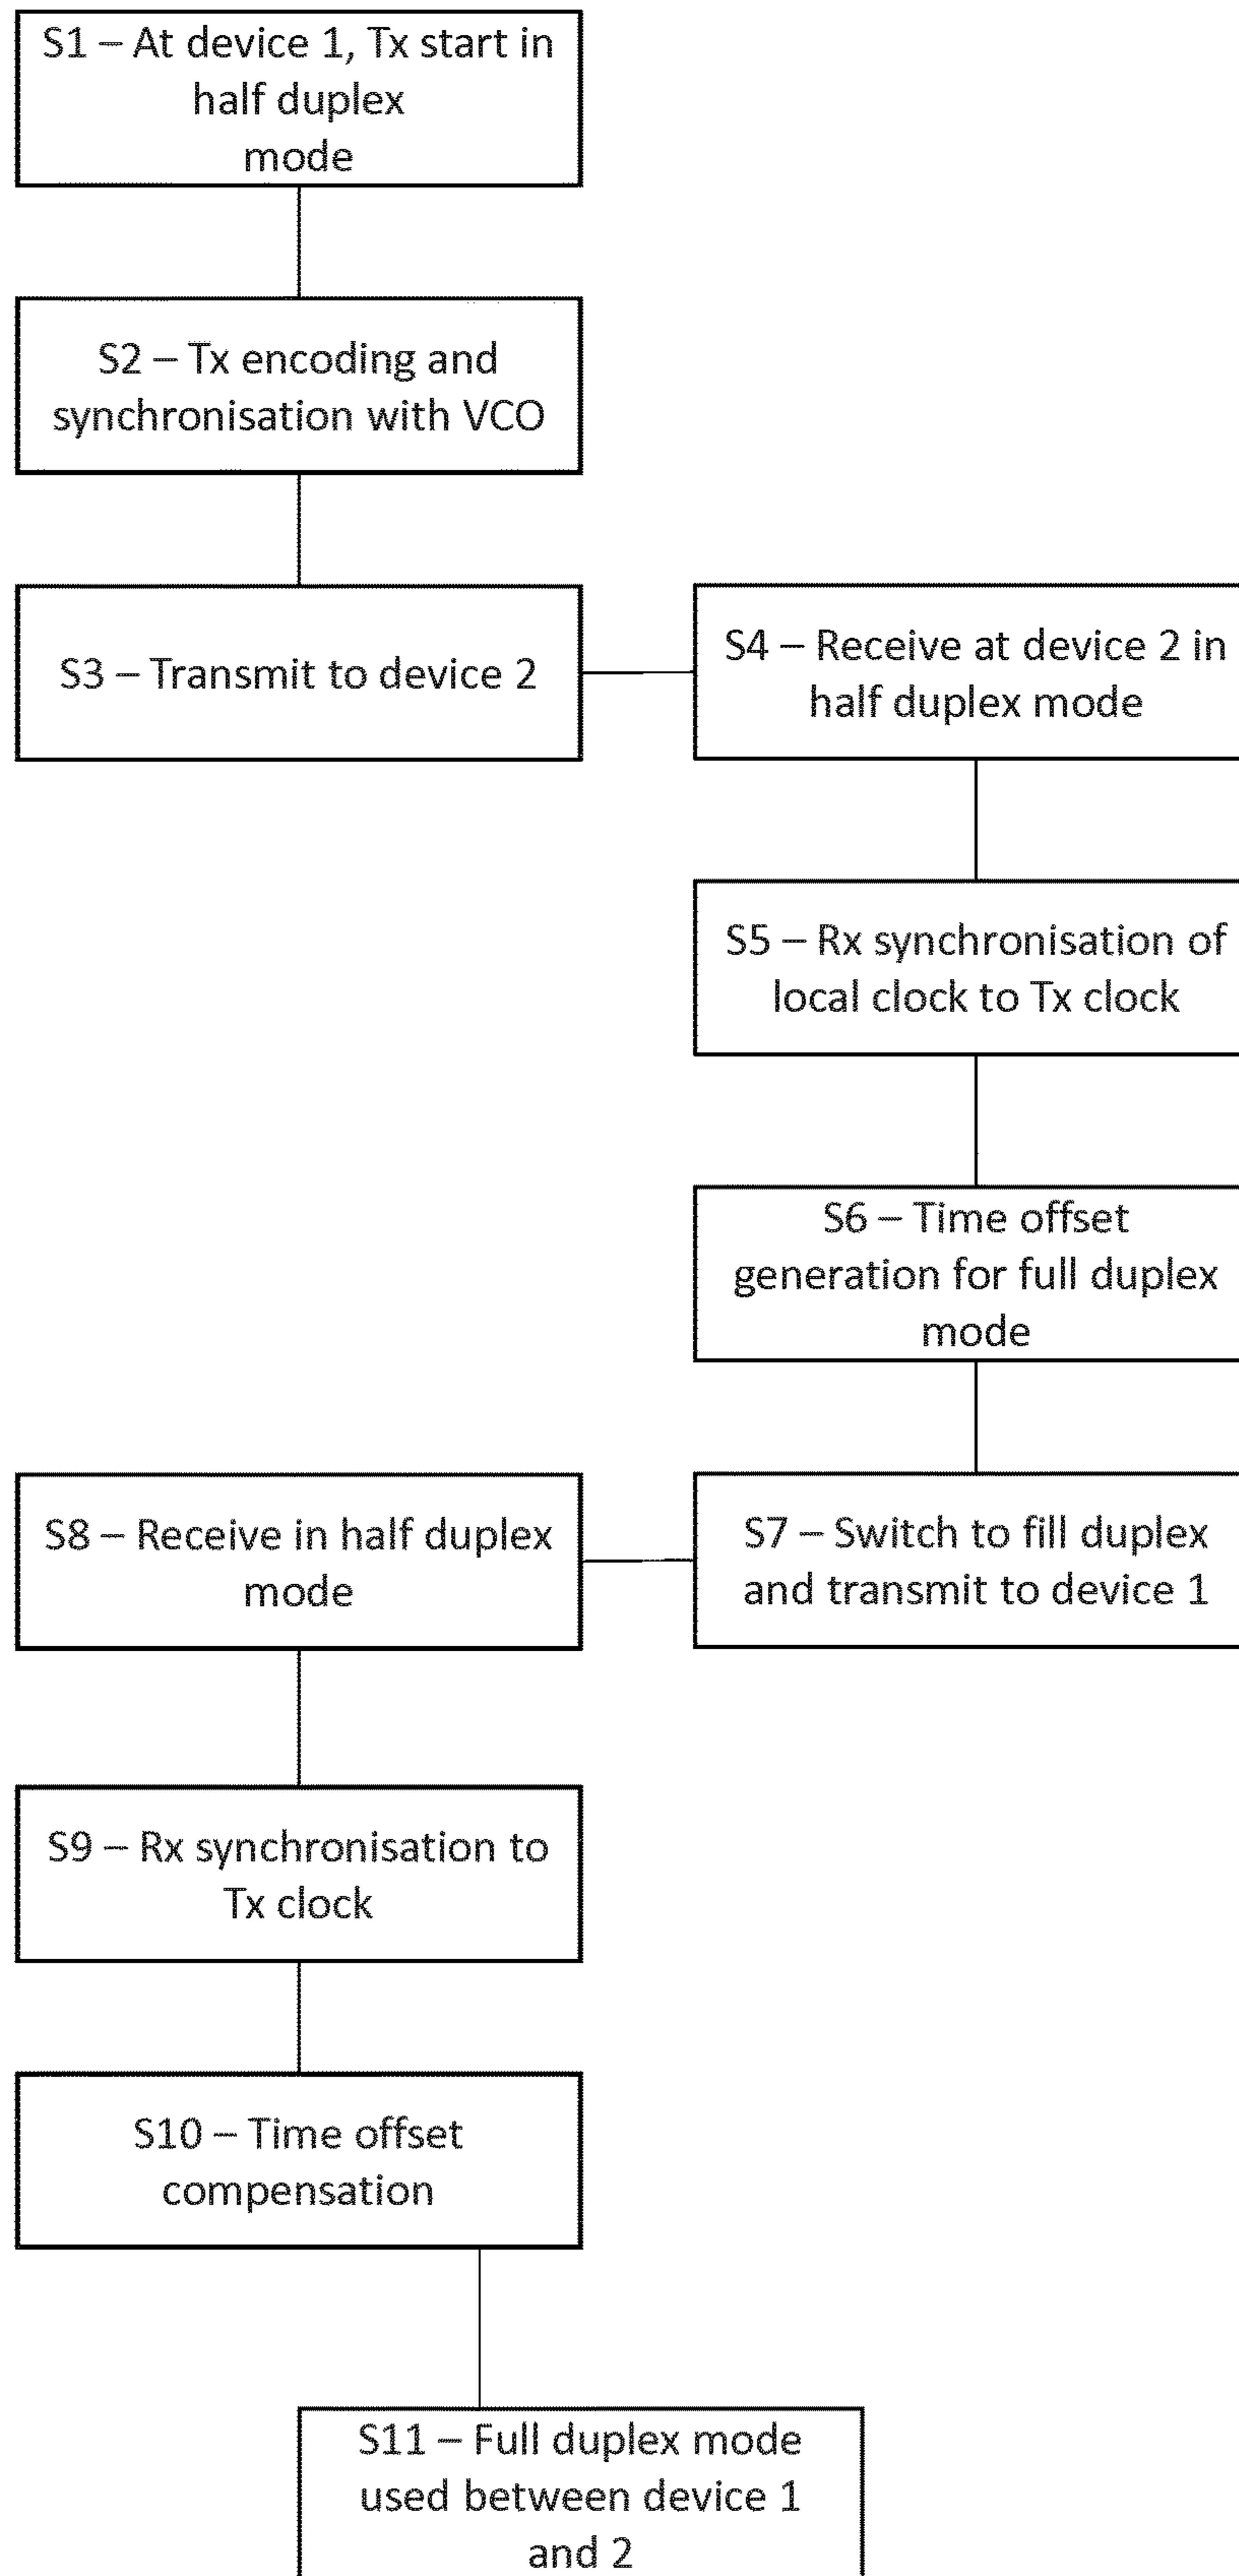 S1 – At device 1, Tx start in
half duplex
mode
S2 – Tx encoding and
synchronisation with VCO
S3 – Transmit to device 2
S4 – Receive at device 2 in
half duplex mode
S5 – Rx synchronisation of
local clock to Tx clock
S6 – Time offset
generation for full duplex
mode
S7 – Switch to fill duplex
and transmit to device 1
S8 – Receive in half duplex
mode
S9 – Rx synchronisation to
Tx clock
S10 – Time offset
compensation
S11 – Full duplex mode
used between device 1
and 2